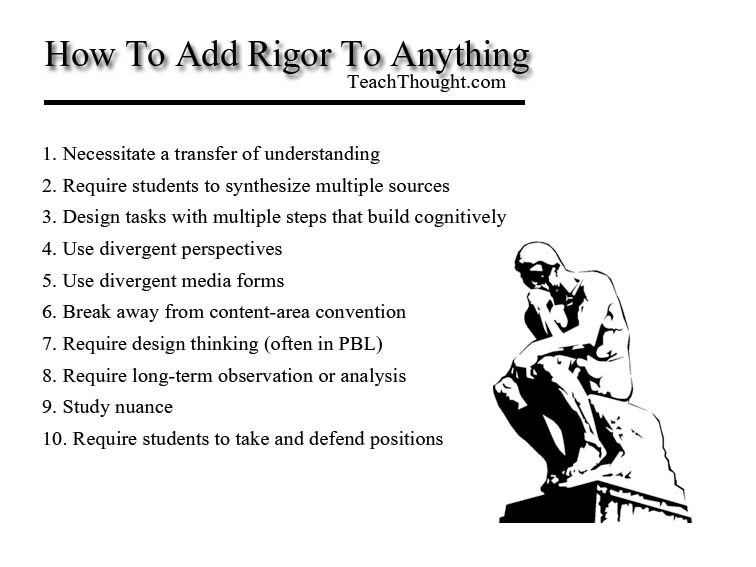 How To Add Rigor To Anything
TeachThought.com
1. Necessitate a transfer of understanding
2. Require students to synthesize multiple sources
3. Design tasks with multiple steps that build cognitively
4. Use divergent perspectives
5. Use divergent media forms
6. Break away from content-area convention
7. Require design thinking (often in PBL)
8. Require long-term observation or analysis
9. Study nuance
10. Require students to take and defend positions